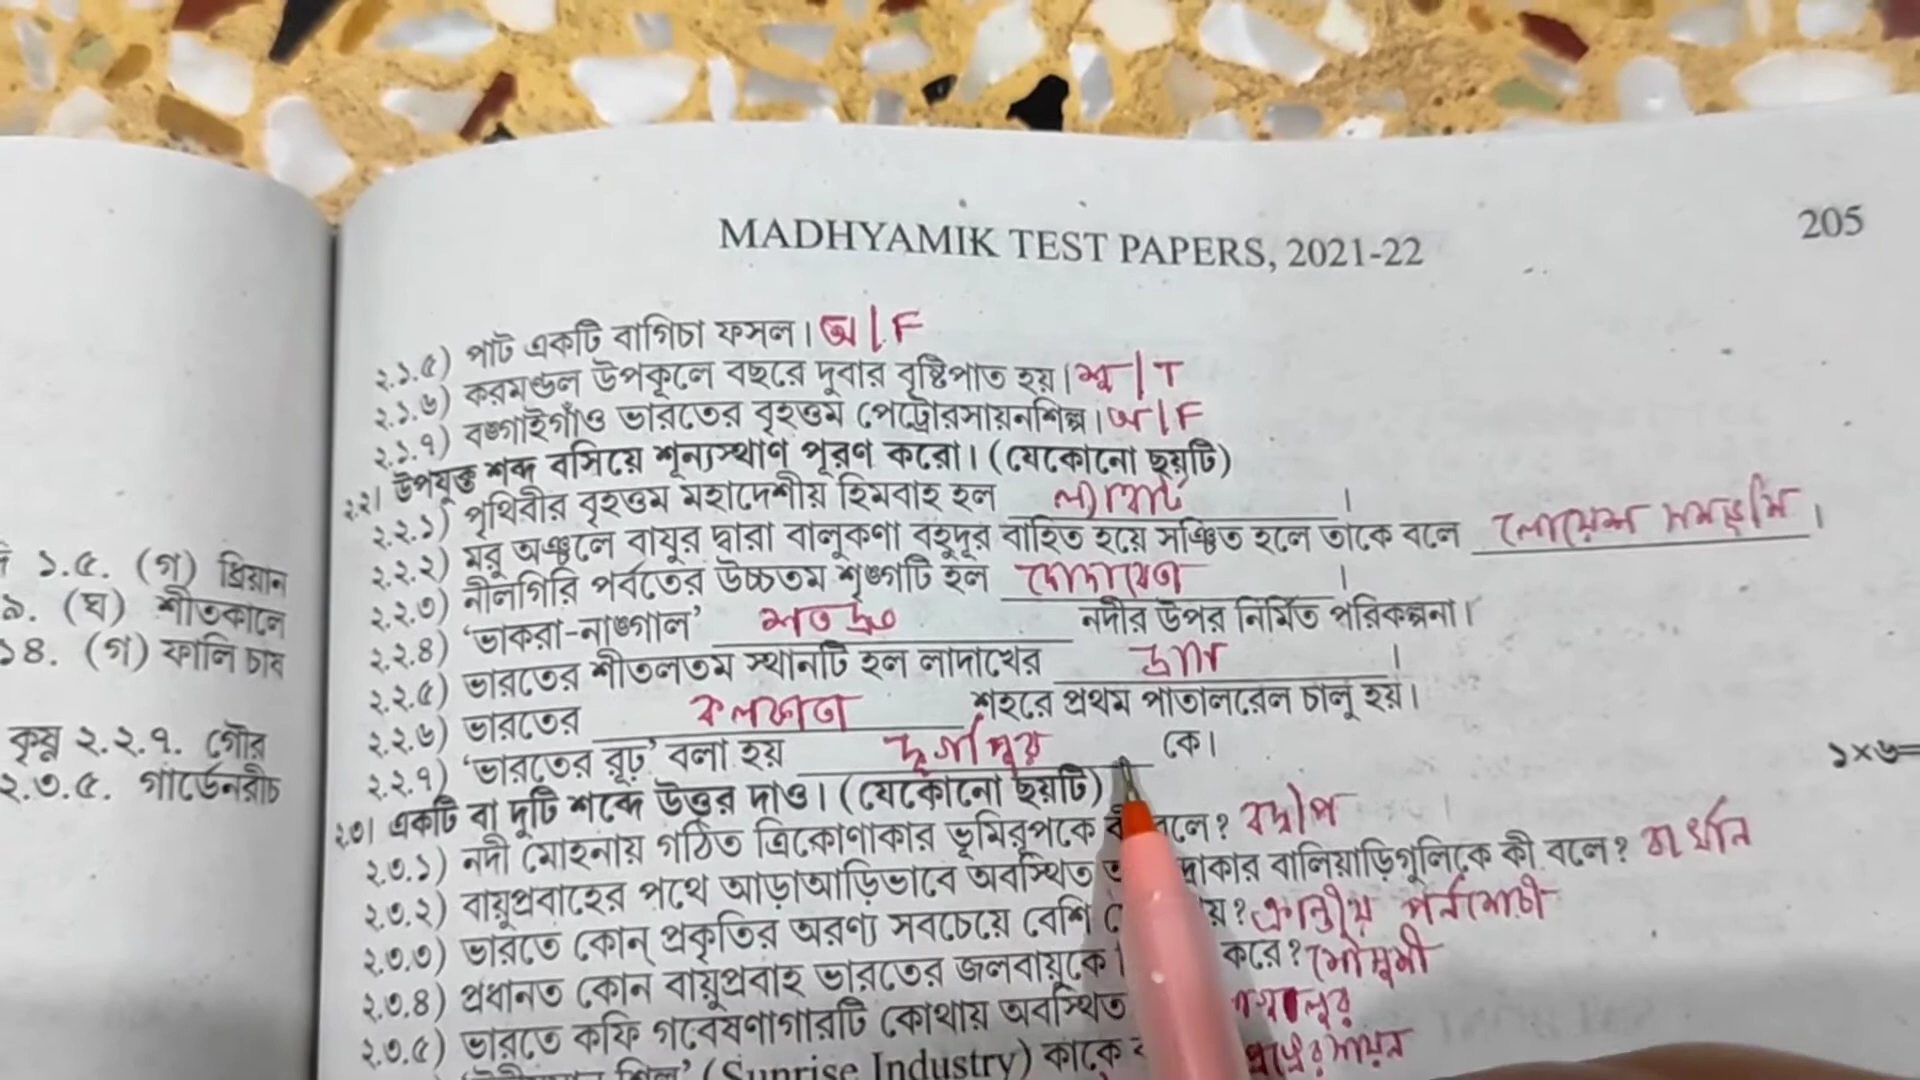 MADHYAMIK TEST PAPERS, 2021-22
205
২.১.৫) পাট একটি বাগিচা ফসল। অ/F
২.১.৬) করমণ্ডল উপকূলে বছরে দুবার বৃষ্টিপাত হয়। শু/T
২.১.৭) বঙ্গাইগাঁও ভারতের বৃহত্তম পেট্রোরসায়নশিল্প। অ/F
২.২। উপযুক্ত শব্দ বসিয়ে শূন্যস্থাণ পূরণ করো। (যেকোনো ছয়টি)
২.২.১) পৃথিবীর বৃহত্তম মহাদেশীয় হিমবাহ হল ল্যাম্বার্ট।
২.২.২) মরু অঞ্চলে বায়ুর দ্বারা বালুকণা বহুদূর বাহিত হয়ে সঞ্চিত হলে তাকে বলে লোয়েশ সমভূমি।
২.২.৩) নীলগিরি পর্বতের উচ্চতম শৃঙ্গটি হল দোদাবেতা।
২.২.৪) ‘ভাকরা-নাঙ্গাল’ শতদ্রু নদীর উপর নির্মিত পরিকল্পনা।
২.২.৫) ভারতের শীতলতম স্থানটি হল লাদাখের দ্রাস।
২.২.৬) ভারতের কলকাতা শহরে প্রথম পাতালরেল চালু হয়।
২.২.৭) ‘ভারতের রূঢ়’ বলা হয় দুর্গাপুর কে।
১×৬=
২.৩। একটি বা দুটি শব্দে উত্তর দাও। (যেকোনো ছয়টি)
২.৩.১) নদী মোহনায় গঠিত ত্রিকোণাকার ভূমিরূপকে কী বলে? বদ্বীপ
২.৩.২) বায়ুপ্রবাহের পথে আড়াআড়িভাবে অবস্থিত বালিয়াড়িগুলিকে কী বলে? বার্খান
২.৩.৩) ভারতে কোন্ প্রকৃতির অরণ্য সবচেয়ে বেশি ক্রান্তীয় পর্ণমোচী
২.৩.৪) প্রধানত কোন বায়ুপ্রবাহ ভারতের জলবায়ুকে করে? মৌসুমী
২.৩.৫) ভারতে কফি গবেষণাগারটি কোথায় অবস্থিত
শিল্প’ (Sunrise Industry) কাকে
১.৫. (গ) থ্রিয়ান
৯. (ঘ) শীতকালে
১৪. (গ) ফালি চাষ
কৃষ্ণ ২.২.৭. গৌর
২.৩.৫. গার্ডেনরীচ